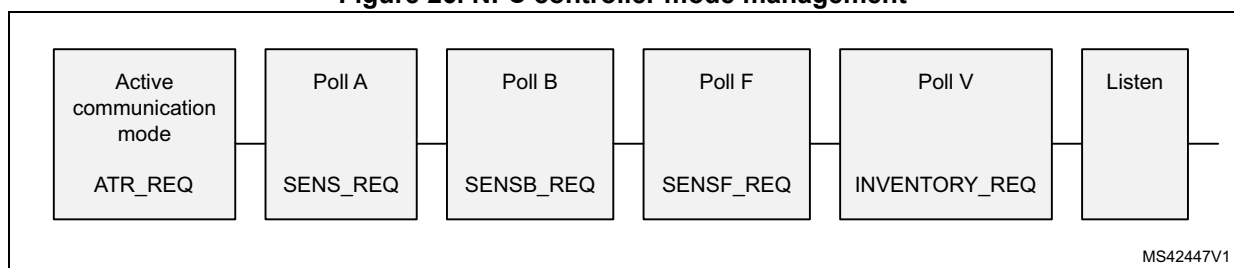 Active
communication
mode
ATR_REQ
Poll A
SENS_REQ
Poll B
SENSB_REQ
Poll F
SENSF_REQ
Poll V
INVENTORY_REQ
Listen
MS42447V1